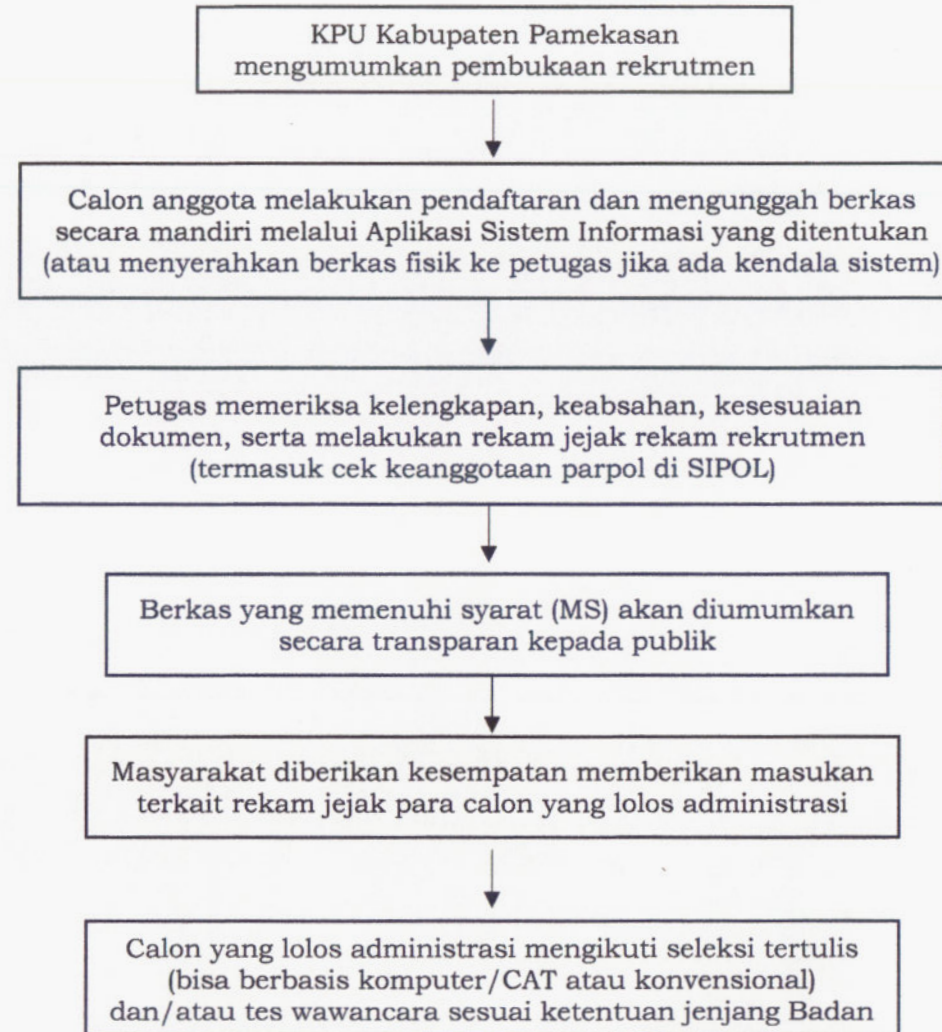 KPU Kabupaten Pamekasan
mengumumkan pembukaan rekrutmen
Calon anggota melakukan pendaftaran dan mengunggah berkas
secara mandiri melalui Aplikasi Sistem Informasi yang ditentukan
(atau menyerahkan berkas fisik ke petugas jika ada kendala sistem)
Petugas memeriksa kelengkapan, keabsahan, kesesuaian
dokumen, serta melakukan rekam jejak rekam rekrutmen
(termasuk cek keanggotaan parpol di SIPOL)
Berkas yang memenuhi syarat (MS) akan diumumkan
secara transparan kepada publik
Masyarakat diberikan kesempatan memberikan masukan
terkait rekam jejak para calon yang lolos administrasi
Calon yang lolos administrasi mengikuti seleksi tertulis
(bisa berbasis komputer/CAT atau konvensional)
dan/atau tes wawancara sesuai ketentuan jenjang Badan